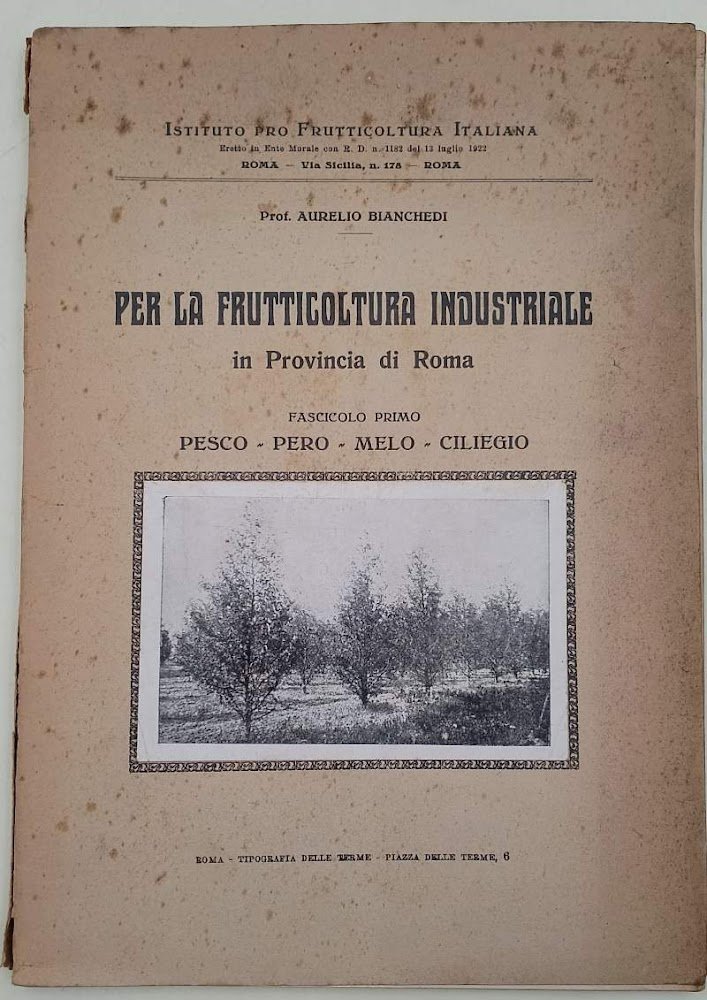 ISTITUTO PRO FRUTTICOLTURA ITALIANA
Eretto in Ente Morale con R. D. n. 1182 del 13 luglio 1922
ROMA — Via Sicilia, n. 178 — ROMA
Prof. AURELIO BIANCHEDI
PER LA FRUTTICOLTURA INDUSTRIALE
in Provincia di Roma
FASCICOLO PRIMO
PESCO - PERO - MELO - CILIEGIO
ROMA - TIPOGRAFIA DELLE TERME - PIAZZA DELLE TERME, 6